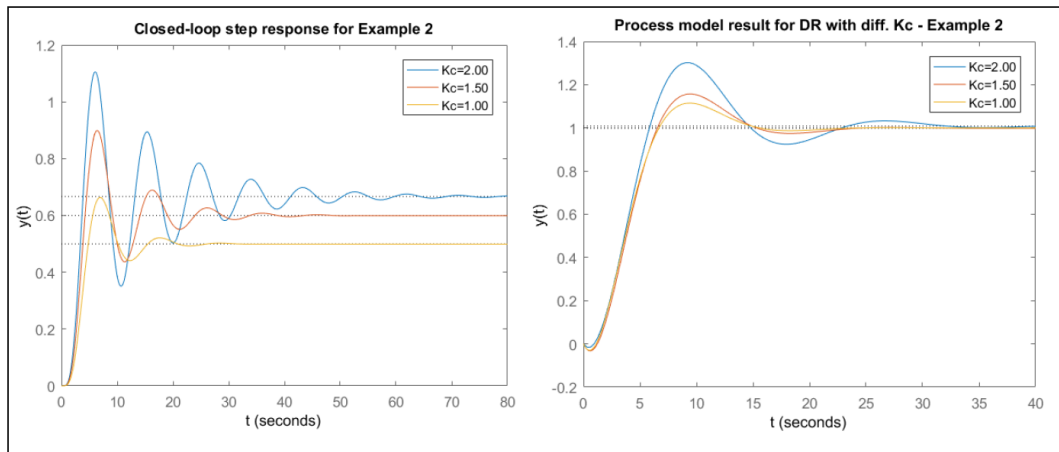 Closed-loop step response for Example 2
1.2
1
0.8
0.6
0.4
0.2
0
y(t)
Kc=2.00
Kc=1.50
Kc=1.00
0 10 20 30 40 50 60 70 80
t (seconds)
Process model result for DR with diff. Kc - Example 2
1.4
1.2
1
0.8
0.6
0.4
0.2
0
-0.2
y(t)
Kc=2.00
Kc=1.50
Kc=1.00
0 5 10 15 20 25 30 35 40
t (seconds)